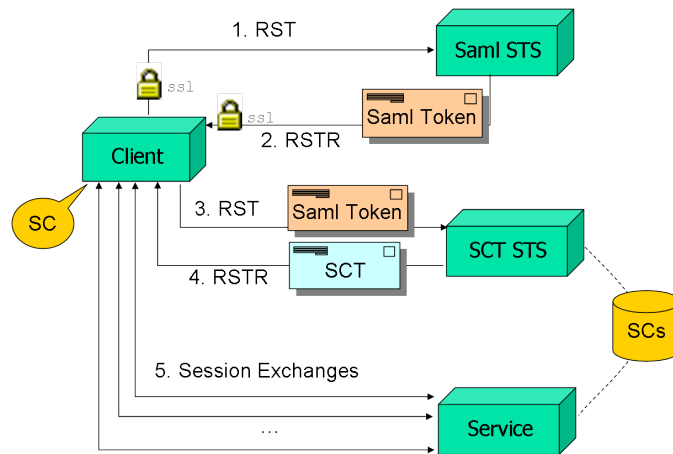 1. RST
Saml STS
ssl
ssl
Saml Token
2. RSTR
Client
SC
3. RST
Saml Token
SCT STS
SCT
4. RSTR
SCs
5. Session Exchanges
...
Service